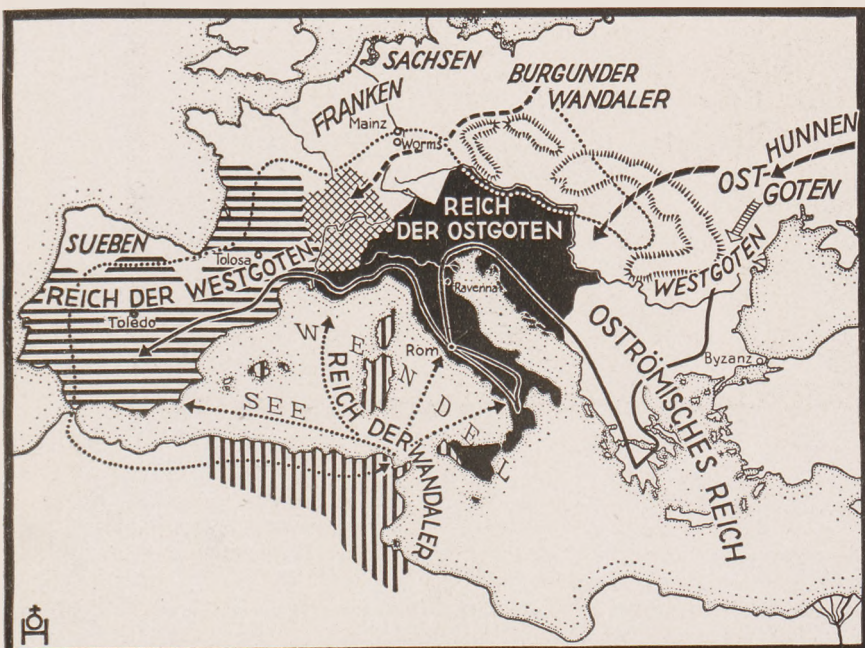 SACHSEN
BURGUNDER
WANDALER
FRANKEN
Mainz
Worms
HUNNEN
OST-
GOTEN
REICH
DER OSTGOTEN
SUEBEN
Tolosa
WESTGOTEN
REICH DER WESTGOTEN
Ravenna
Toledo
OSTRÖMISCHES REICH
Byzanz
Rom
WENDEL
SEE
REICH DER WANDALER